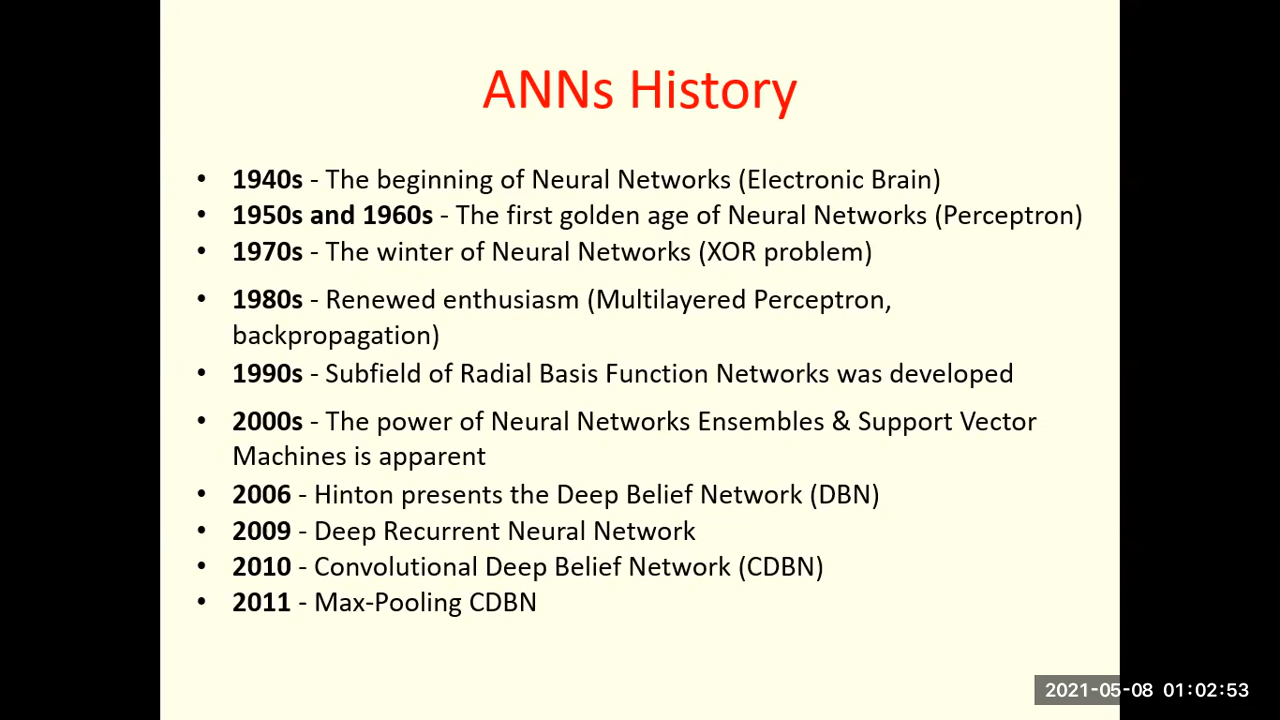 ANNs History
• 1940s - The beginning of Neural Networks (Electronic Brain)
• 1950s and 1960s - The first golden age of Neural Networks (Perceptron)
• 1970s - The winter of Neural Networks (XOR problem)
• 1980s - Renewed enthusiasm (Multilayered Perceptron,
backpropagation)
• 1990s - Subfield of Radial Basis Function Networks was developed
• 2000s - The power of Neural Networks Ensembles & Support Vector
Machines is apparent
• 2006 - Hinton presents the Deep Belief Network (DBN)
• 2009 - Deep Recurrent Neural Network
• 2010 - Convolutional Deep Belief Network (CDBN)
• 2011 - Max-Pooling CDBN
2021-05-08 01:02:53